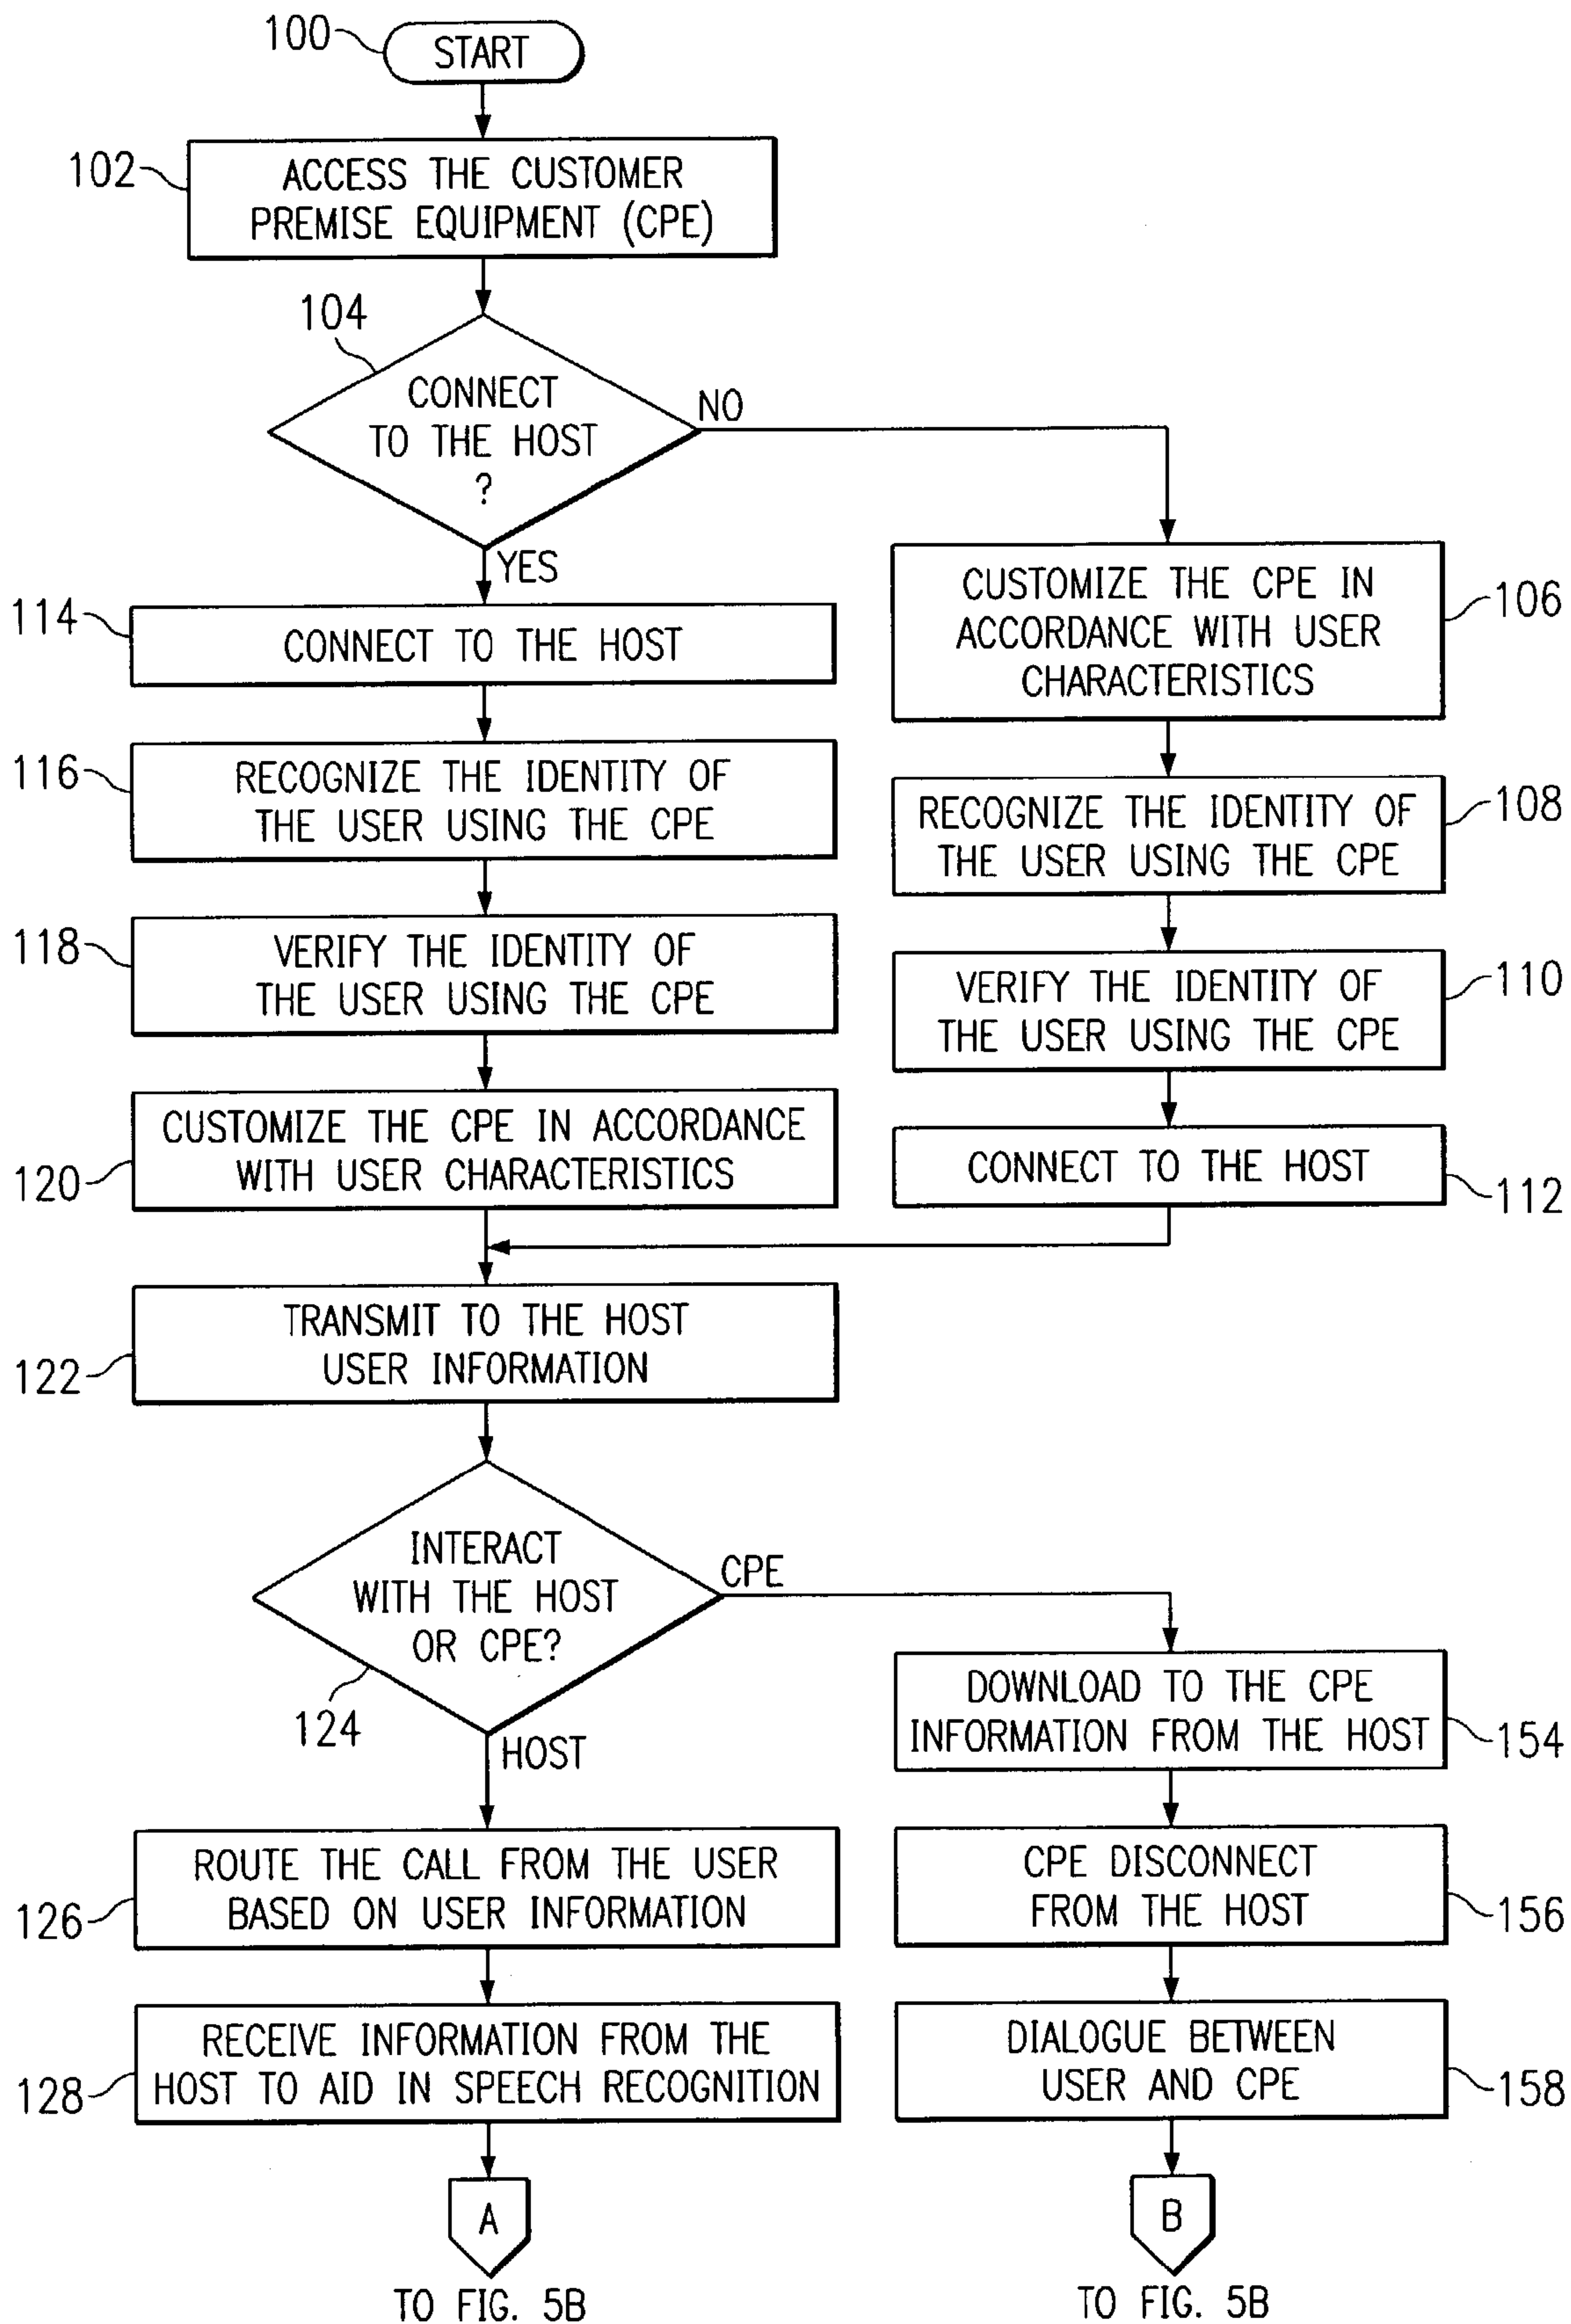 100
START
102
ACCESS THE CUSTOMER
PREMISE EQUIPMENT (CPE)
104
CONNECT
TO THE HOST
?
NO
YES
114
CONNECT TO THE HOST
CUSTOMIZE THE CPE IN
ACCORDANCE WITH USER
CHARACTERISTICS
106
116
RECOGNIZE THE IDENTITY OF
THE USER USING THE CPE
RECOGNIZE THE IDENTITY OF
THE USER USING THE CPE
108
118
VERIFY THE IDENTITY OF
THE USER USING THE CPE
VERIFY THE IDENTITY OF
THE USER USING THE CPE
110
120
CUSTOMIZE THE CPE IN ACCORDANCE
WITH USER CHARACTERISTICS
CONNECT TO THE HOST
112
122
TRANSMIT TO THE HOST
USER INFORMATION
INTERACT
WITH THE HOST
OR CPE?
CPE
124
HOST
DOWNLOAD TO THE CPE
INFORMATION FROM THE HOST
154
126
ROUTE THE CALL FROM THE USER
BASED ON USER INFORMATION
CPE DISCONNECT
FROM THE HOST
156
128
RECEIVE INFORMATION FROM THE
HOST TO AID IN SPEECH RECOGNITION
DIALOGUE BETWEEN
USER AND CPE
158
A
TO FIG. 5B
B
TO FIG. 5B